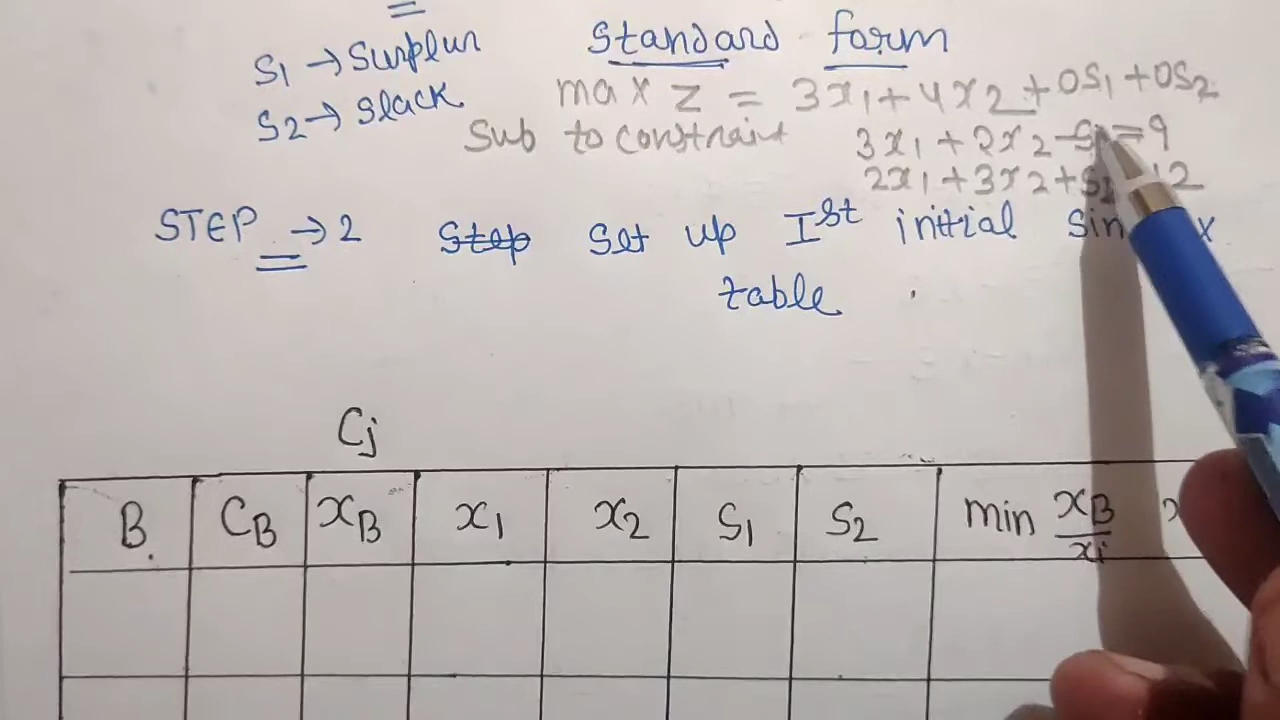 S1 → Surplun
Standard form
S2 → Slack
max Z = 3x1 + 4x2 + 0S1 + 0S2
Sub to constraint 3x1 + 2x2 - S1 = 9
2x1 + 3x2 + S2 12
STEP → 2 Step Set up Ist initial
table
Cj
B CB xB x1 x2 S1 S2 min xB/xi